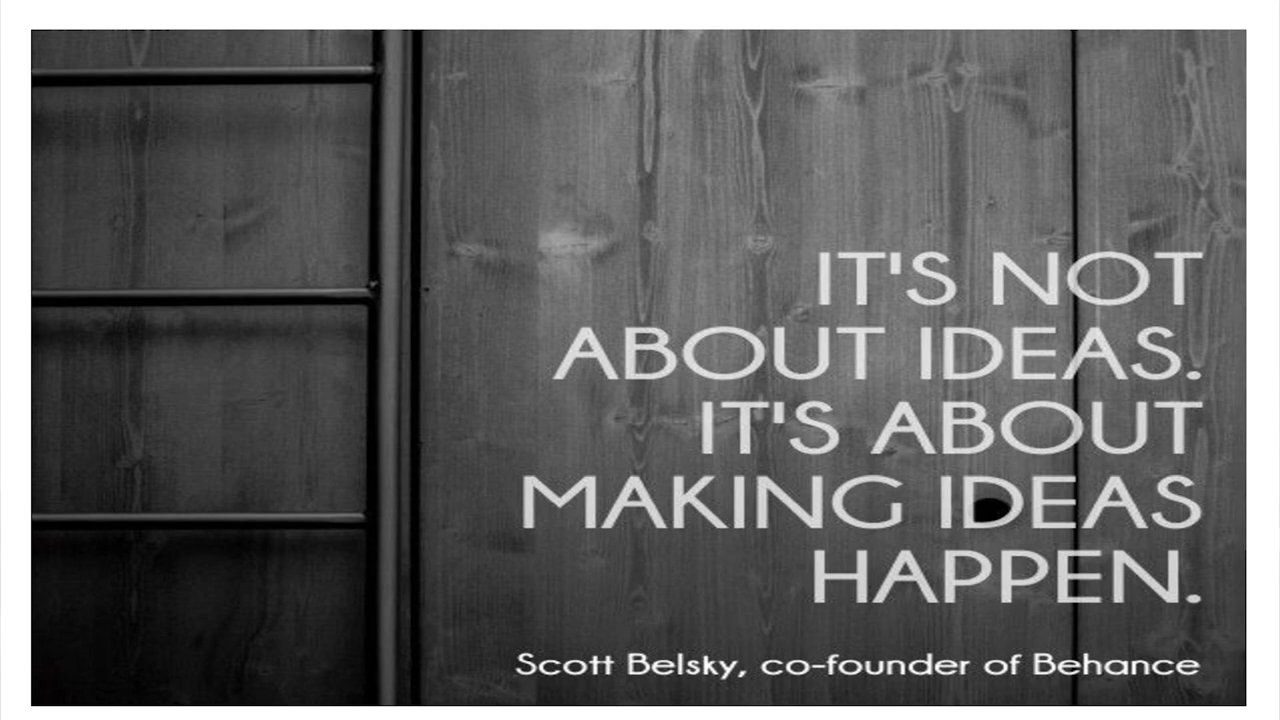 IT'S NOT
ABOUT IDEAS.
IT'S ABOUT
MAKING IDEAS
HAPPEN.
Scott Belsky, co-founder of Behance